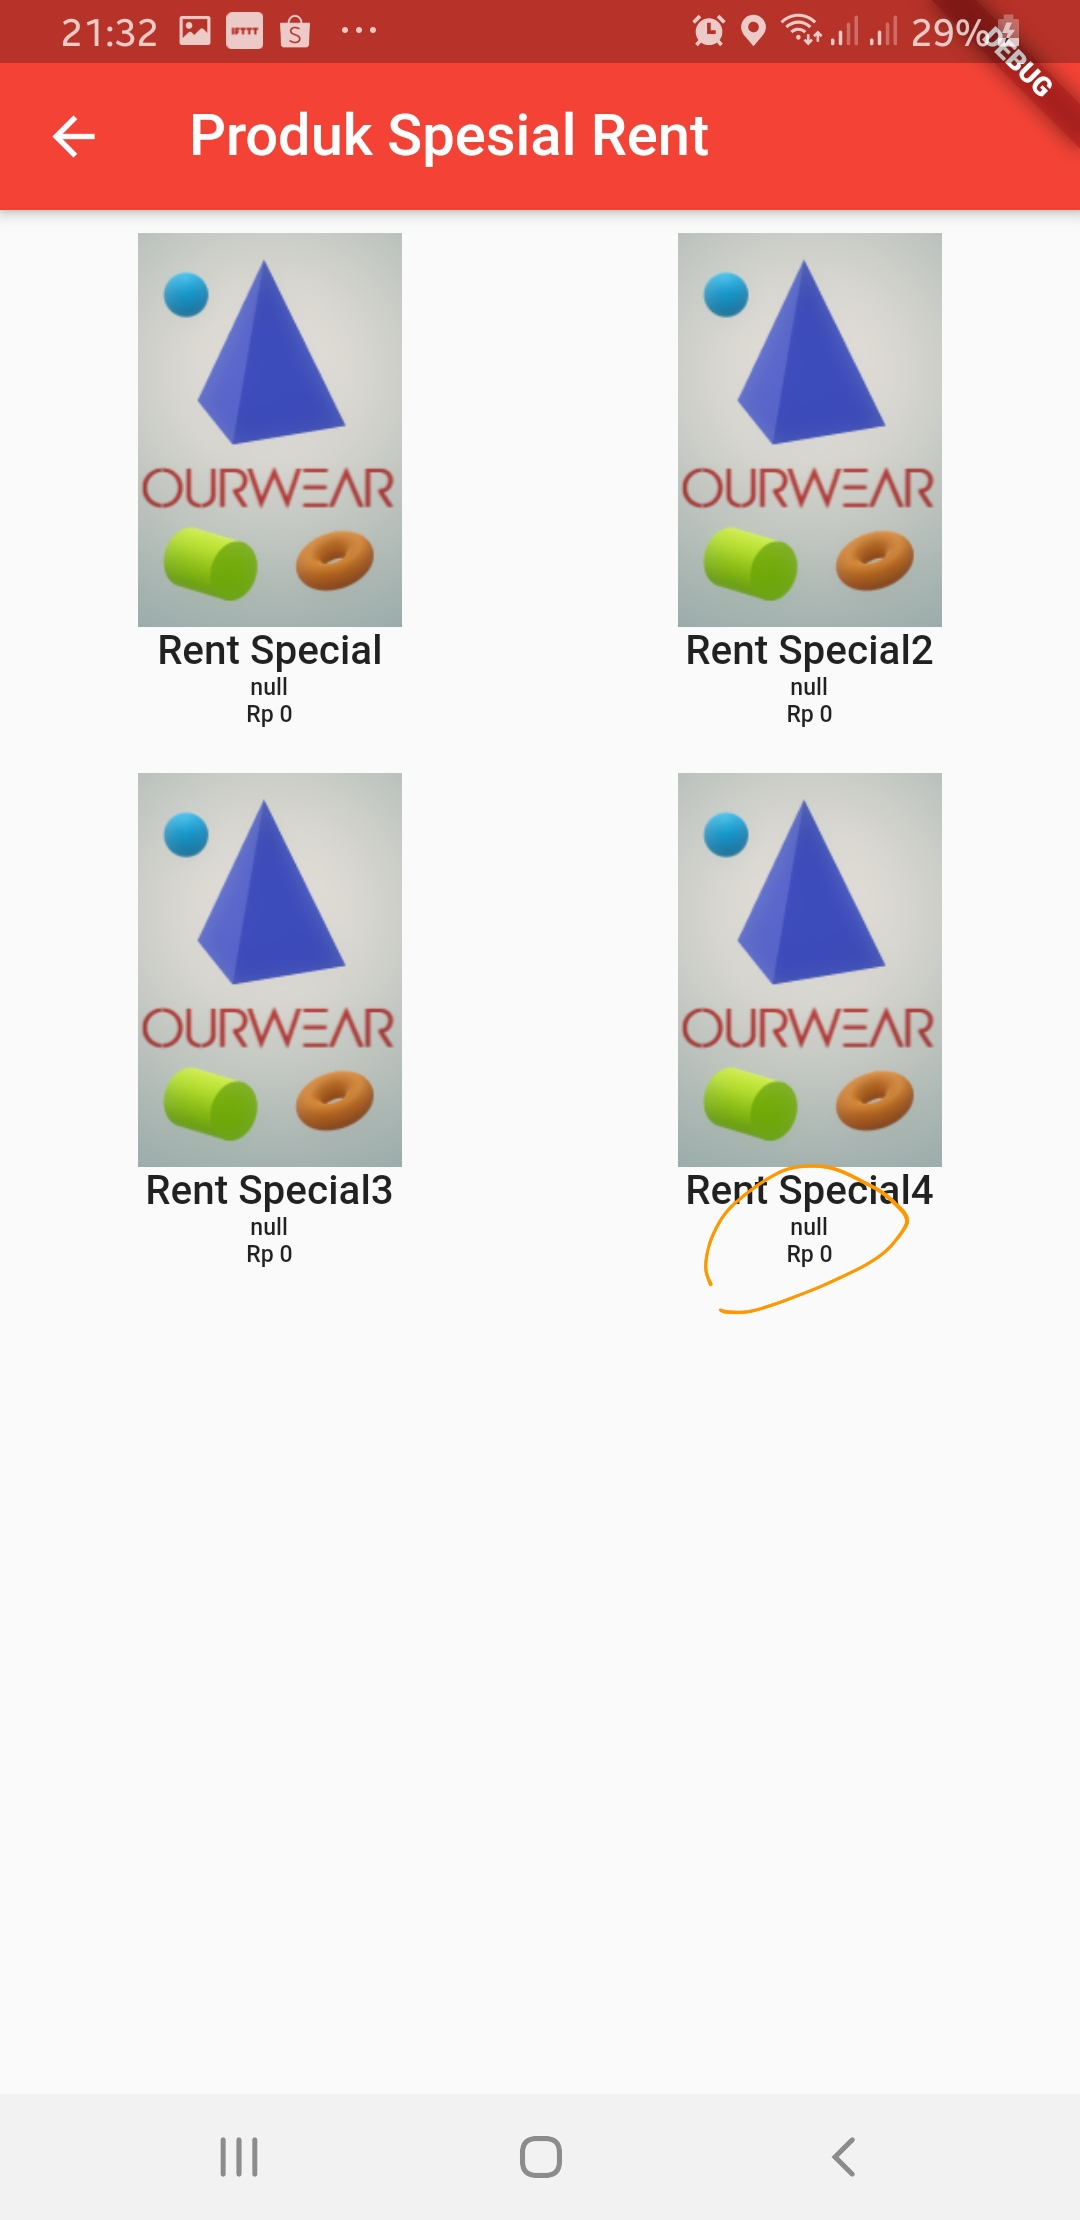 21:32 IFTTT S ... 29%
DEBUG
Produk Spesial Rent
OURWEAR OURWEAR
Rent Special Rent Special2
null null
Rp 0 Rp 0
OURWEAR OURWEAR
Rent Special3 Rent Special4
null null
Rp 0 Rp 0